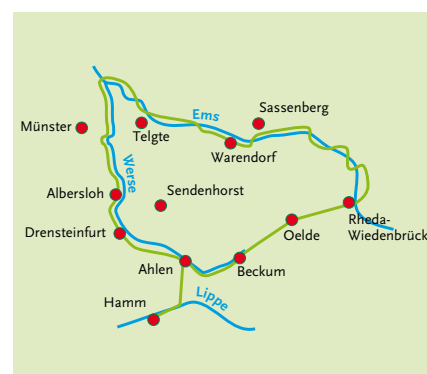 Sassenberg
Ems
Münster
Telgte
Warendorf
Werse
Albersloh
Sendenhorst
Drensteinfurt
Rheda-
Wiedenbrück
Oelde
Ahlen
Beckum
Hamm
Lippe